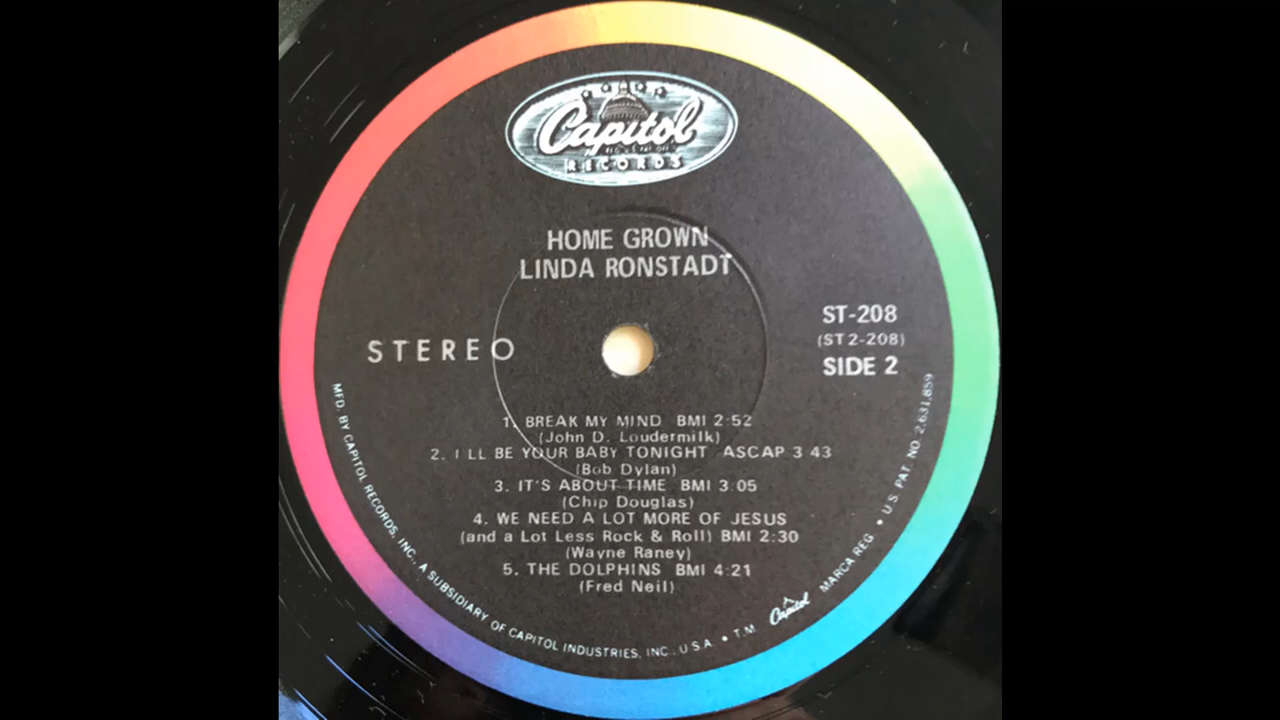 Capitol
RECORDS
HOME GROWN
LINDA RONSTADT
STEREO
ST-208
(ST2-208)
SIDE 2
1. BREAK MY MIND BMI 2:52
(John D. Loudermilk)
2. I LL BE YOUR BABY TONIGHT ASCAP 3 43
(Bob Dylan)
3. IT'S ABOUT TIME BMI 3:05
(Chip Douglas)
4. WE NEED A LOT MORE OF JESUS
(and a Lot Less Rock & Roll) BMI 2:30
(Wayne Raney)
5. THE DOLPHINS BMI 4:21
(Fred Neil)
MFD. BY CAPITOL RECORDS, INC., A SUBSIDIARY OF CAPITOL INDUSTRIES, INC., U.S.A. • T.M. Capitol MARCA REG. • U.S. PAT. NO. 2,631,859